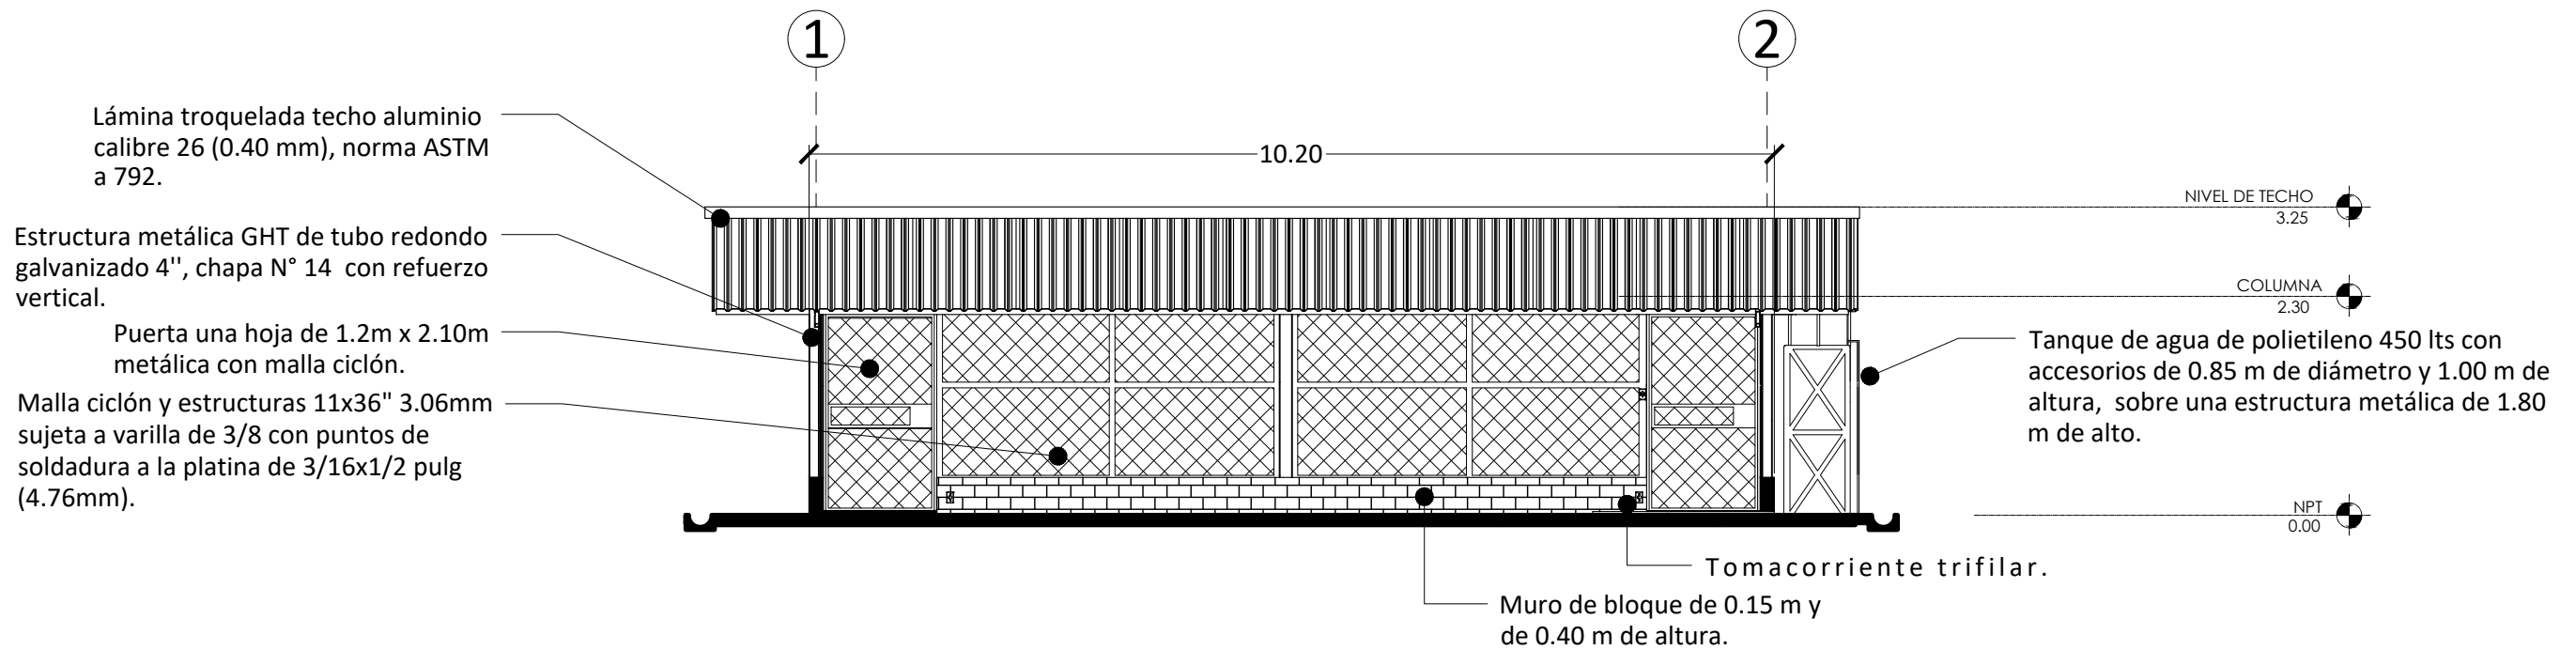 1
2
Lámina troquelada techo aluminio
calibre 26 (0.40 mm), norma ASTM
a 792.
10.20
NIVEL DE TECHO
3.25
Estructura metálica GHT de tubo redondo
galvanizado 4'', chapa N° 14 con refuerzo
vertical.
COLUMNA
2.30
Puerta una hoja de 1.2m x 2.10m
metálica con malla ciclón.
Malla ciclón y estructuras 11x36" 3.06mm
sujeta a varilla de 3/8 con puntos de
soldadura a la platina de 3/16x1/2 pulg
(4.76mm).
Tanque de agua de polietileno 450 lts con
accesorios de 0.85 m de diámetro y 1.00 m de
altura, sobre una estructura metálica de 1.80
m de alto.
NPT
0.00
Tomacorriente trifilar.
Muro de bloque de 0.15 m y
de 0.40 m de altura.